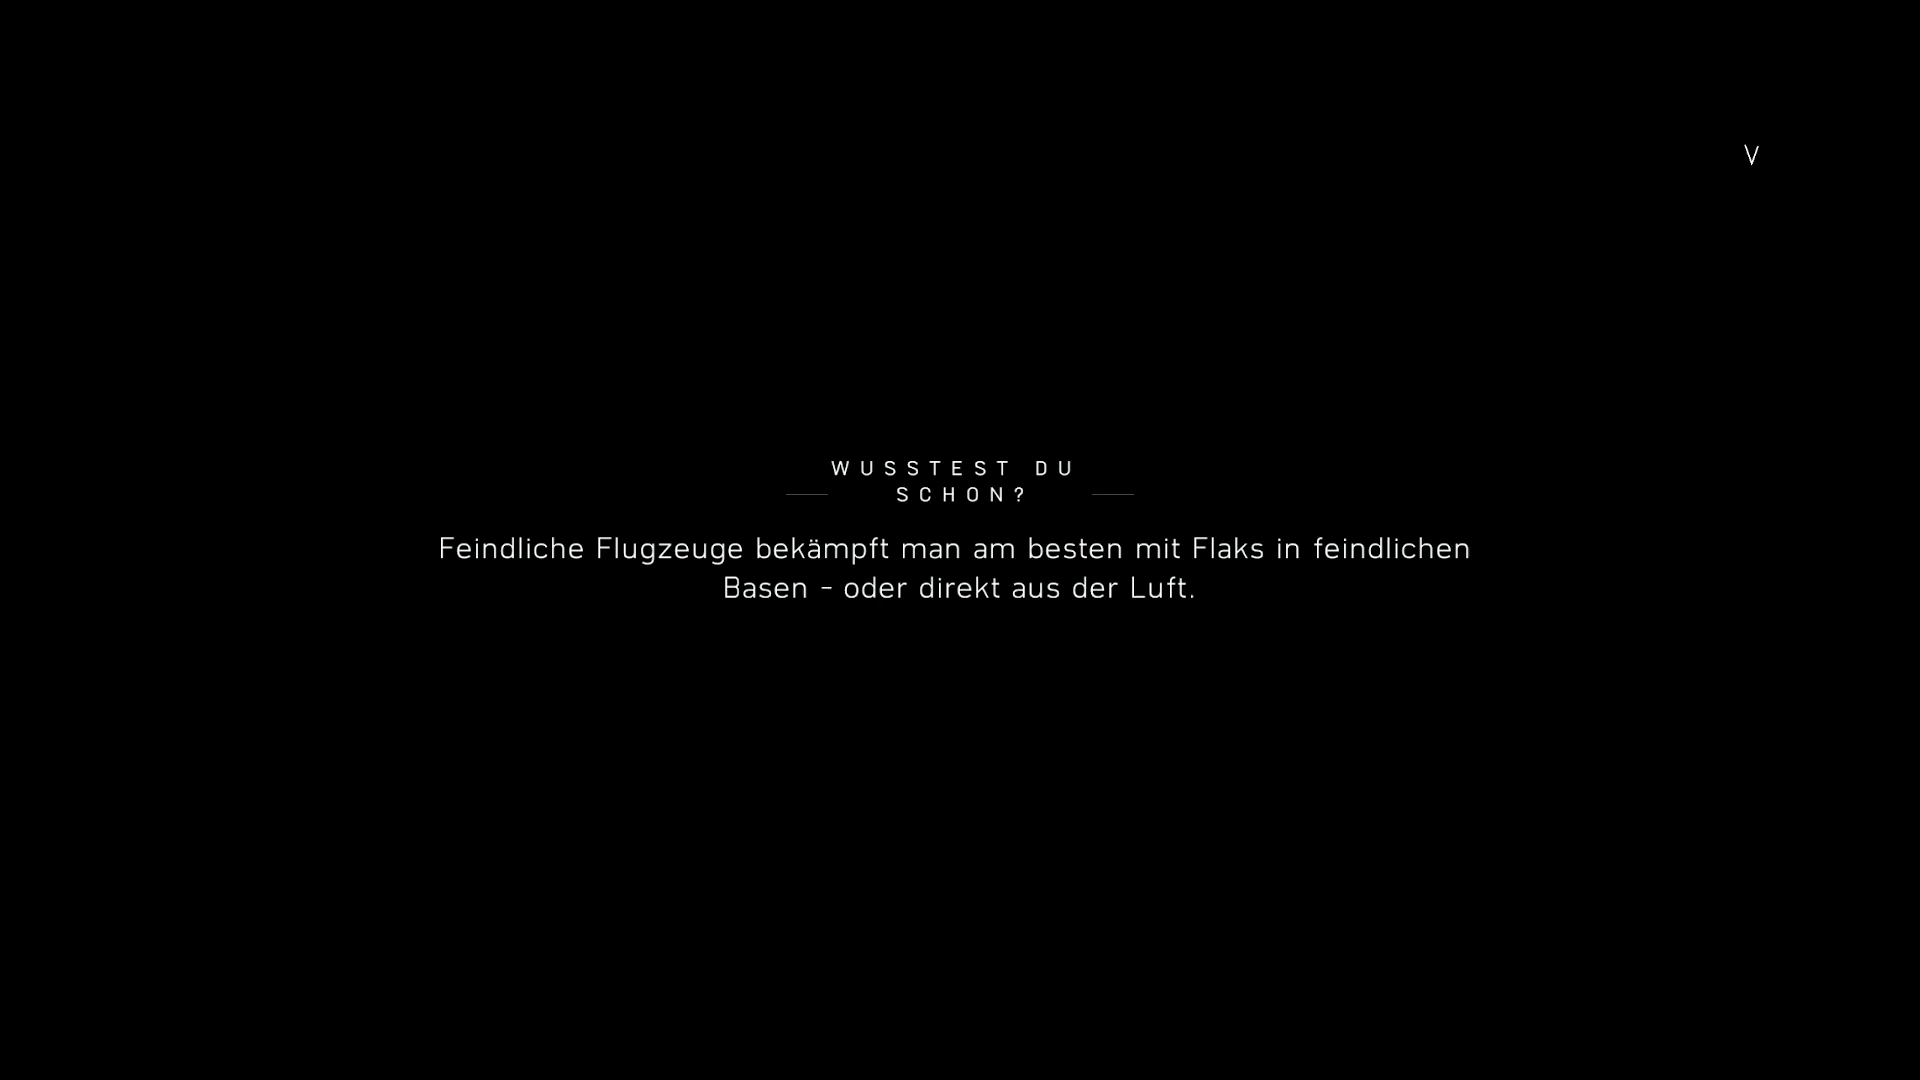 V
WUSSTEST DU
SCHON?
Feindliche Flugzeuge bekämpft man am besten mit Flaks in feindlichen
Basen – oder direkt aus der Luft.